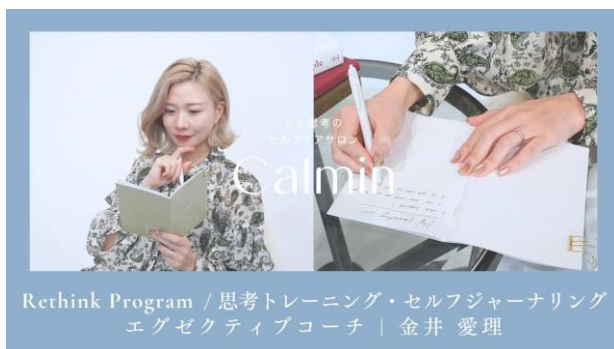 心と思考の
セルフケアサロン
Calmin
Rethink Program / 思考トレーニング・セルフジャーナリング
エグゼクティブコーチ | 金井 愛理